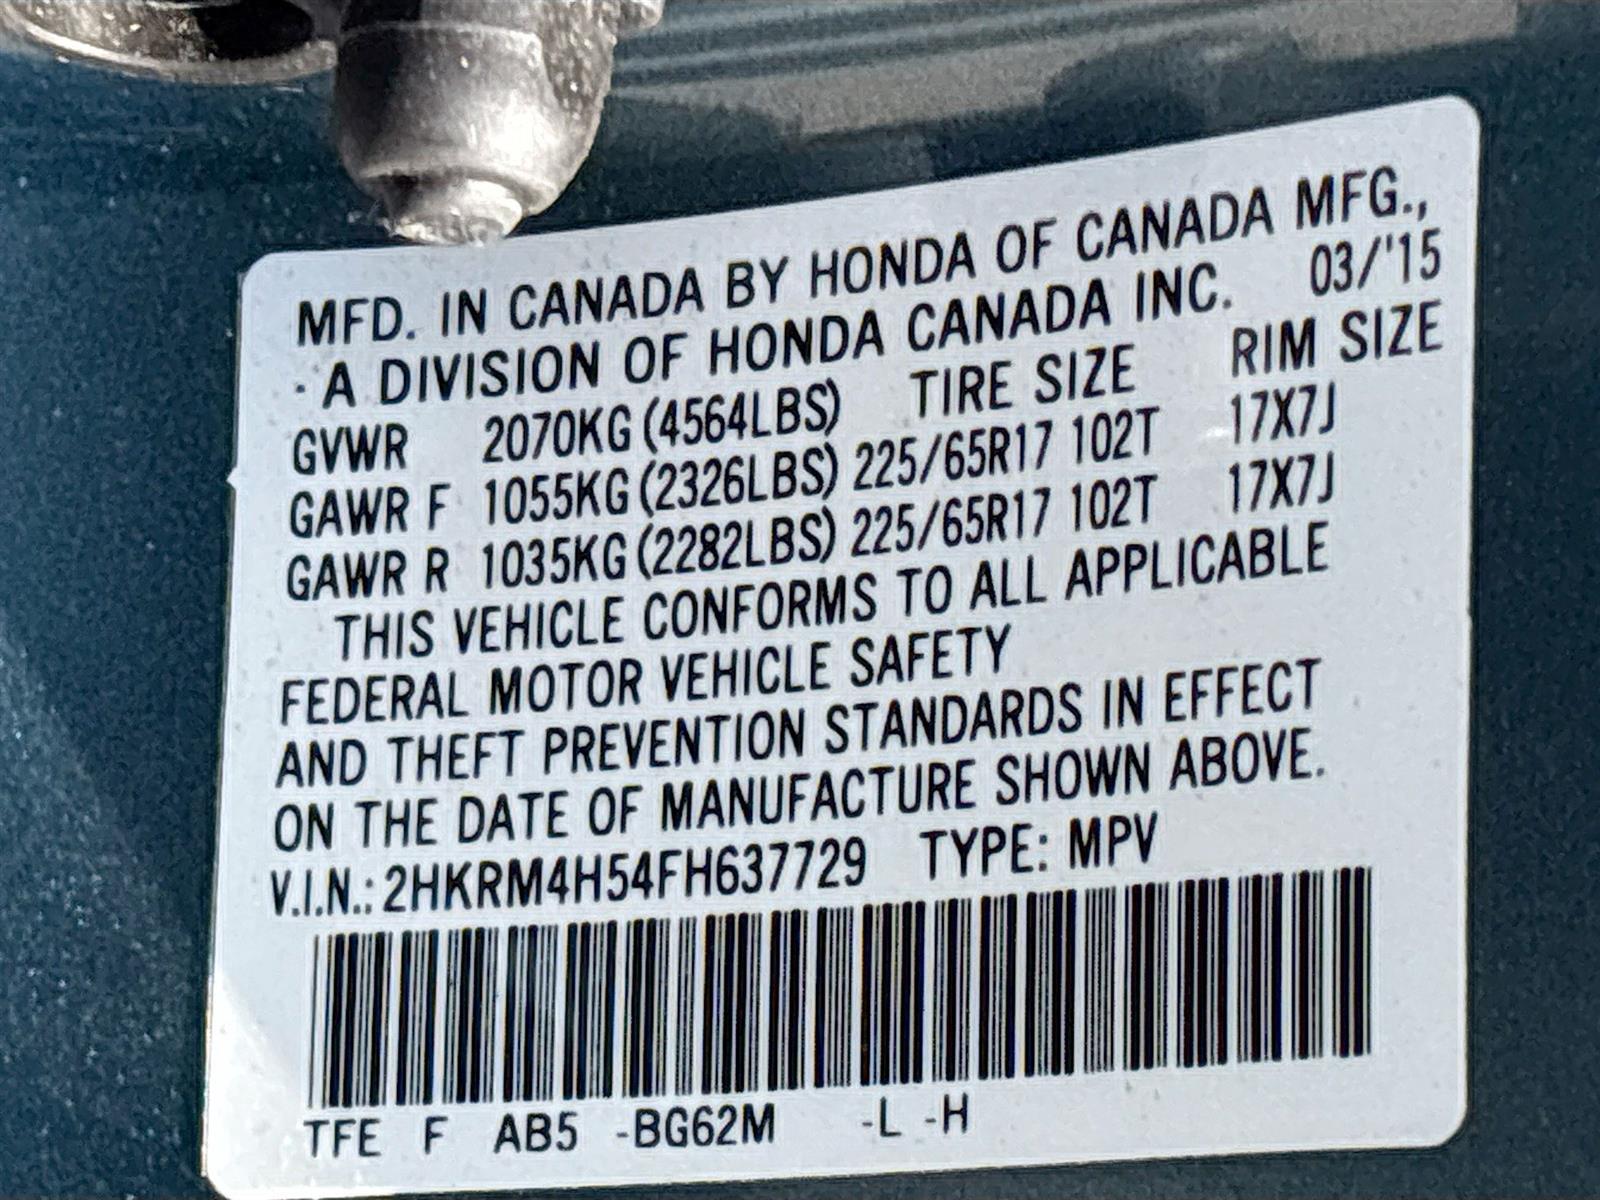 MFD. IN CANADA BY HONDA OF CANADA MFG.,
- A DIVISION OF HONDA CANADA INC. 03/'15
GVWR 2070KG (4564LBS) TIRE SIZE RIM SIZE
GAWR F 1055KG (2326LBS) 225/65R17 102T 17X7J
GAWR R 1035KG (2282LBS) 225/65R17 102T 17X7J
THIS VEHICLE CONFORMS TO ALL APPLICABLE
FEDERAL MOTOR VEHICLE SAFETY
AND THEFT PREVENTION STANDARDS IN EFFECT
ON THE DATE OF MANUFACTURE SHOWN ABOVE.
V.I.N.: 2HKRM4H54FH637729 TYPE: MPV
TFE F AB5 -BG62M -L -H